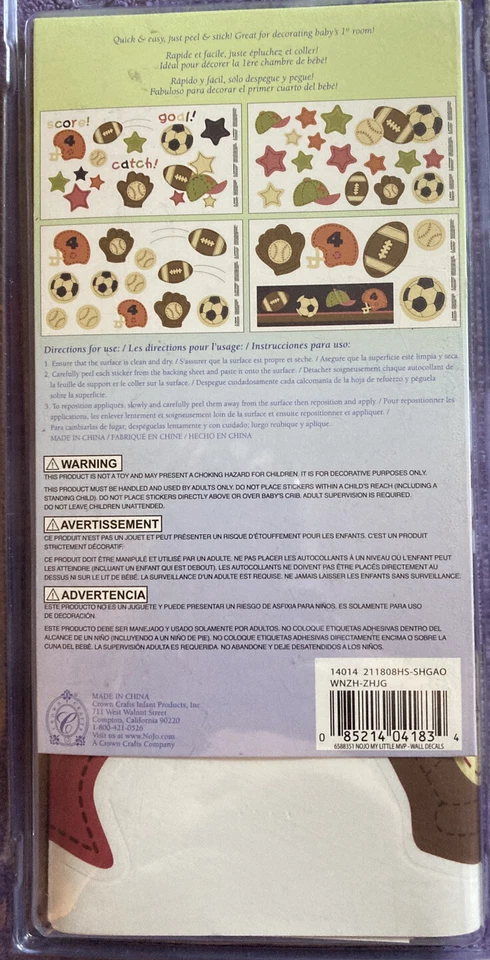 Quick & easy, just peel & stick! Great for decorating baby's 1st room!
Rapide et facile, juste épluchez et coller!
Idéal pour décorer la 1ère chambre de bébé!
Rápido y fácil, sólo despegue y pegue!
Fabuloso para decorar el primer cuarto del bebé!
score!
goal!
catch!
4
4
4
4
4
Directions for use: / Les directions pour l'usage: / Instrucciones para uso:
1. Ensure that the surface is clean and dry. / S'assurer que la surface est propre et sèche. / Asegure que la superficie este limpia y seca.
2. Carefully peel each sticker from the backing sheet and paste it onto the surface. / Détacher soigneusement chaque autocollant de
la feuille de support et le coller sur la surface. / Despegue cuidadosamente cada calcomanía de la hoja de refuerzo y péguela
sobre la superficie.
3. To reposition appliqués, slowly and carefully peel them away from the surface then reposition and apply. / Pour repositionner les
applications, les enlever lentement et soigneusement loin de la surface et ensuite repositionner et appliquer. /
Para cambiarlas de lugar, despéguelas lentamente y con cuidado; luego reubique y aplique.
MADE IN CHINA / FABRIQUÉ EN CHINE / HECHO EN CHINA
WARNING
THIS PRODUCT IS NOT A TOY AND MAY PRESENT A CHOKING HAZARD FOR CHILDREN. IT IS FOR DECORATIVE PURPOSES ONLY.
THIS PRODUCT MUST BE HANDLED AND USED BY ADULTS ONLY. DO NOT PLACE STICKERS WITHIN A CHILD'S REACH (INCLUDING A
STANDING CHILD). DO NOT PLACE STICKERS DIRECTLY ABOVE OR OVER BABY'S CRIB. ADULT SUPERVISION IS REQUIRED.
DO NOT LEAVE CHILDREN UNATTENDED.
AVERTISSEMENT
CE PRODUIT N'EST PAS UN JOUET ET PEUT PRÉSENTER UN RISQUE D'ÉTOUFFEMENT POUR LES ENFANTS. C'EST UN PRODUIT
STRICTEMENT DÉCORATIF.
CE PRODUIT DOIT ÊTRE MANIPULÉ ET UTILISÉ PAR UN ADULTE. NE PAS PLACER LES AUTOCOLLANTS À UN NIVEAU OÙ L'ENFANT PEUT
LES ATTEINDRE (INCLUANT UN ENFANT QUI EST DEBOUT). LES AUTOCOLLANTS NE DOIVENT PAS ÊTRE PLACÉS DIRECTEMENT AU
DESSUS NI SUR LE LIT DE BÉBÉ. LA SURVEILLANCE D'UN ADULTE EST REQUISE. NE JAMAIS LAISSER LES ENFANTS SANS SURVEILLANCE.
ADVERTENCIA
ESTE PRODUCTO NO ES UN JUGUETE Y PUEDE PRESENTAR UN RIESGO DE ASFIXIA PARA NIÑOS. ES SOLAMENTE PARA USO
DE DECORACIÓN.
ESTE PRODUCTO DEBE SER MANEJADO Y USADO SOLAMENTE POR ADULTOS. NO COLOQUE ETIQUETAS ADHESIVAS DENTRO DEL
ALCANCE DE UN NIÑO (INCLUYENDO A UN NIÑO DE PIE). NO COLOQUE ETIQUETAS ADHESIVAS DIRECTAMENTE ENCIMA O SOBRE LA
CUNA DEL BEBÉ. LA SUPERVISIÓN ADULTA ES REQUERIDA. NO ABANDONE Y DEJE DESATENDIDOS A LOS NIÑOS.
14014 211808HS-SHGAO
WNZH-ZHJG
0 85214 04183 4
6588351 NOJO MY LITTLE MVP - WALL DECALS
C
MADE IN CHINA
Crown Crafts Infant Products, Inc.
711 West Walnut Street
Compton, California 90220
1-800-421-0526
Visit us at www.NoJo.com
A Crown Crafts Company